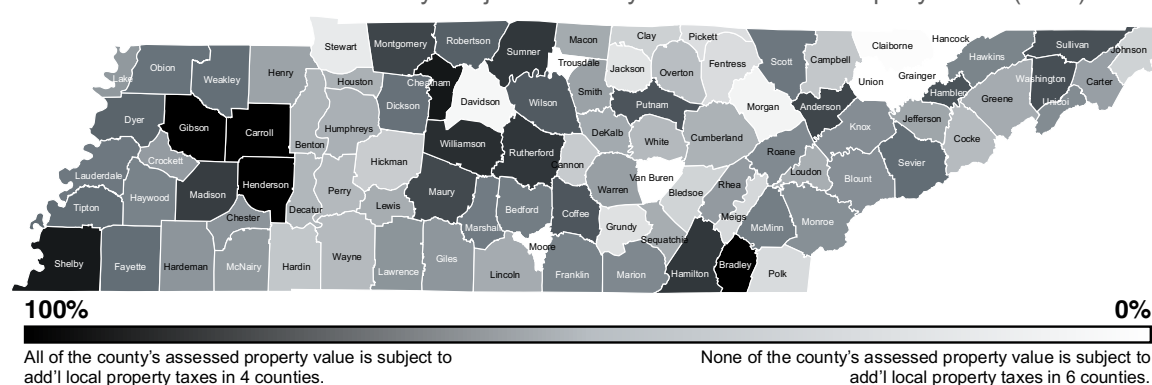 Stewart
Montgomery
Robertson
Sumner
Macon
Trousdale
Clay
Pickett
Claiborne
Hancock
Hawkins
Sullivan
Johnson
Lake
Obion
Weakley
Henry
Houston
Cheatham
Davidson
Wilson
Smith
Jackson
Overton
Fentress
Scott
Campbell
Union
Grainger
Hamblen
Washington
Carter
Unicoi
Greene
Dyer
Gibson
Carroll
Benton
Humphreys
Dickson
Williamson
Rutherford
Cannon
DeKalb
Putnam
White
Cumberland
Morgan
Anderson
Knox
Jefferson
Cocke
Crockett
Lauderdale
Haywood
Madison
Henderson
Decatur
Perry
Hickman
Lewis
Maury
Marshall
Bedford
Coffee
Warren
Van Buren
Bledsoe
Rhea
Roane
Loudon
Blount
Sevier
Tipton
Chester
Meigs
McMinn
Monroe
Shelby
Fayette
Hardeman
McNairy
Hardin
Wayne
Lawrence
Giles
Lincoln
Moore
Franklin
Grundy
Sequatchie
Marion
Hamilton
Bradley
Polk
100%
0%
All of the county's assessed property value is subject to
add'l local property taxes in 4 counties.
None of the county's assessed property value is subject to
add'l local property taxes in 6 counties.